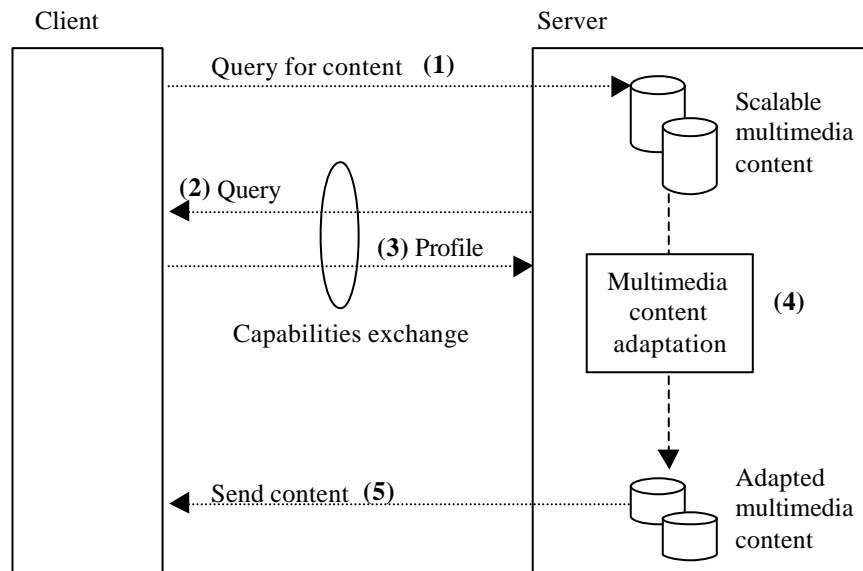 Client
Server
Query for content (1)
Scalable
multimedia
content
(2) Query
(3) Profile
Capabilities exchange
Multimedia
content
adaptation
(4)
Send content (5)
Adapted
multimedia
content